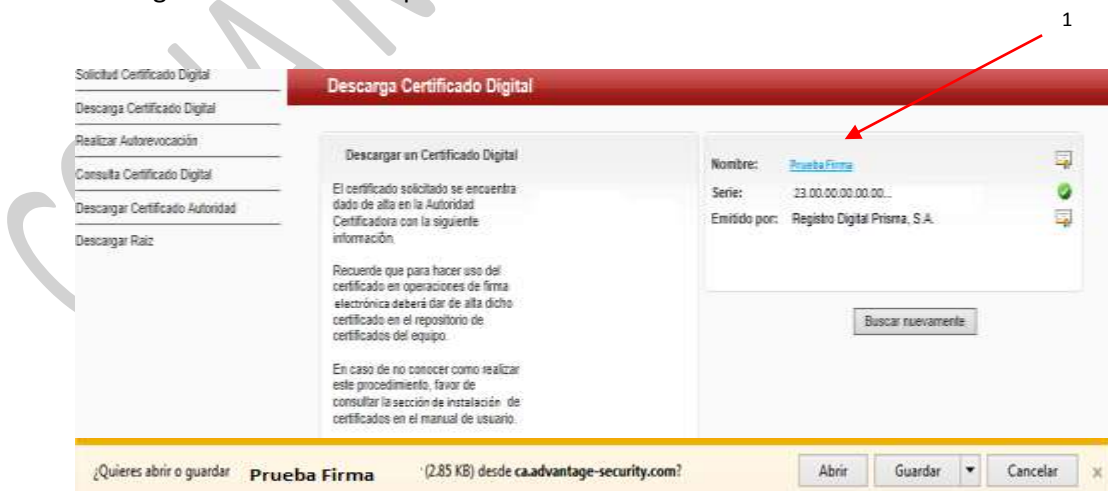 1
Solicitud Certificado Digital
Descarga Certificado Digital
Realizar Autorevocación
Consulta Certificado Digital
Descargar Certificado Autoridad
Descargar Raiz
Descarga Certificado Digital
Descargar un Certificado Digital
El certificado solicitado se encuentra
dado de alta en la Autoridad
Certificadora con la siguiente
información.
Recuerde que para hacer uso del
certificado en operaciones de firma
electrónica deberá dar de alta dicho
certificado en el repositorio de
certificados del equipo.
En caso de no conocer como realizar
este procedimiento, favor de
consultar la sección de instalación de
certificados en el manual de usuario.
Nombre: Prueba Firma
Serie: 23.00.00.00.00.00...
Emitido por: Registro Digital Prisma, S.A.
Buscar nuevamente
¿Quieres abrir o guardar Prueba Firma (2.85 KB) desde ca.advantage-security.com?
Abrir Guardar Cancelar